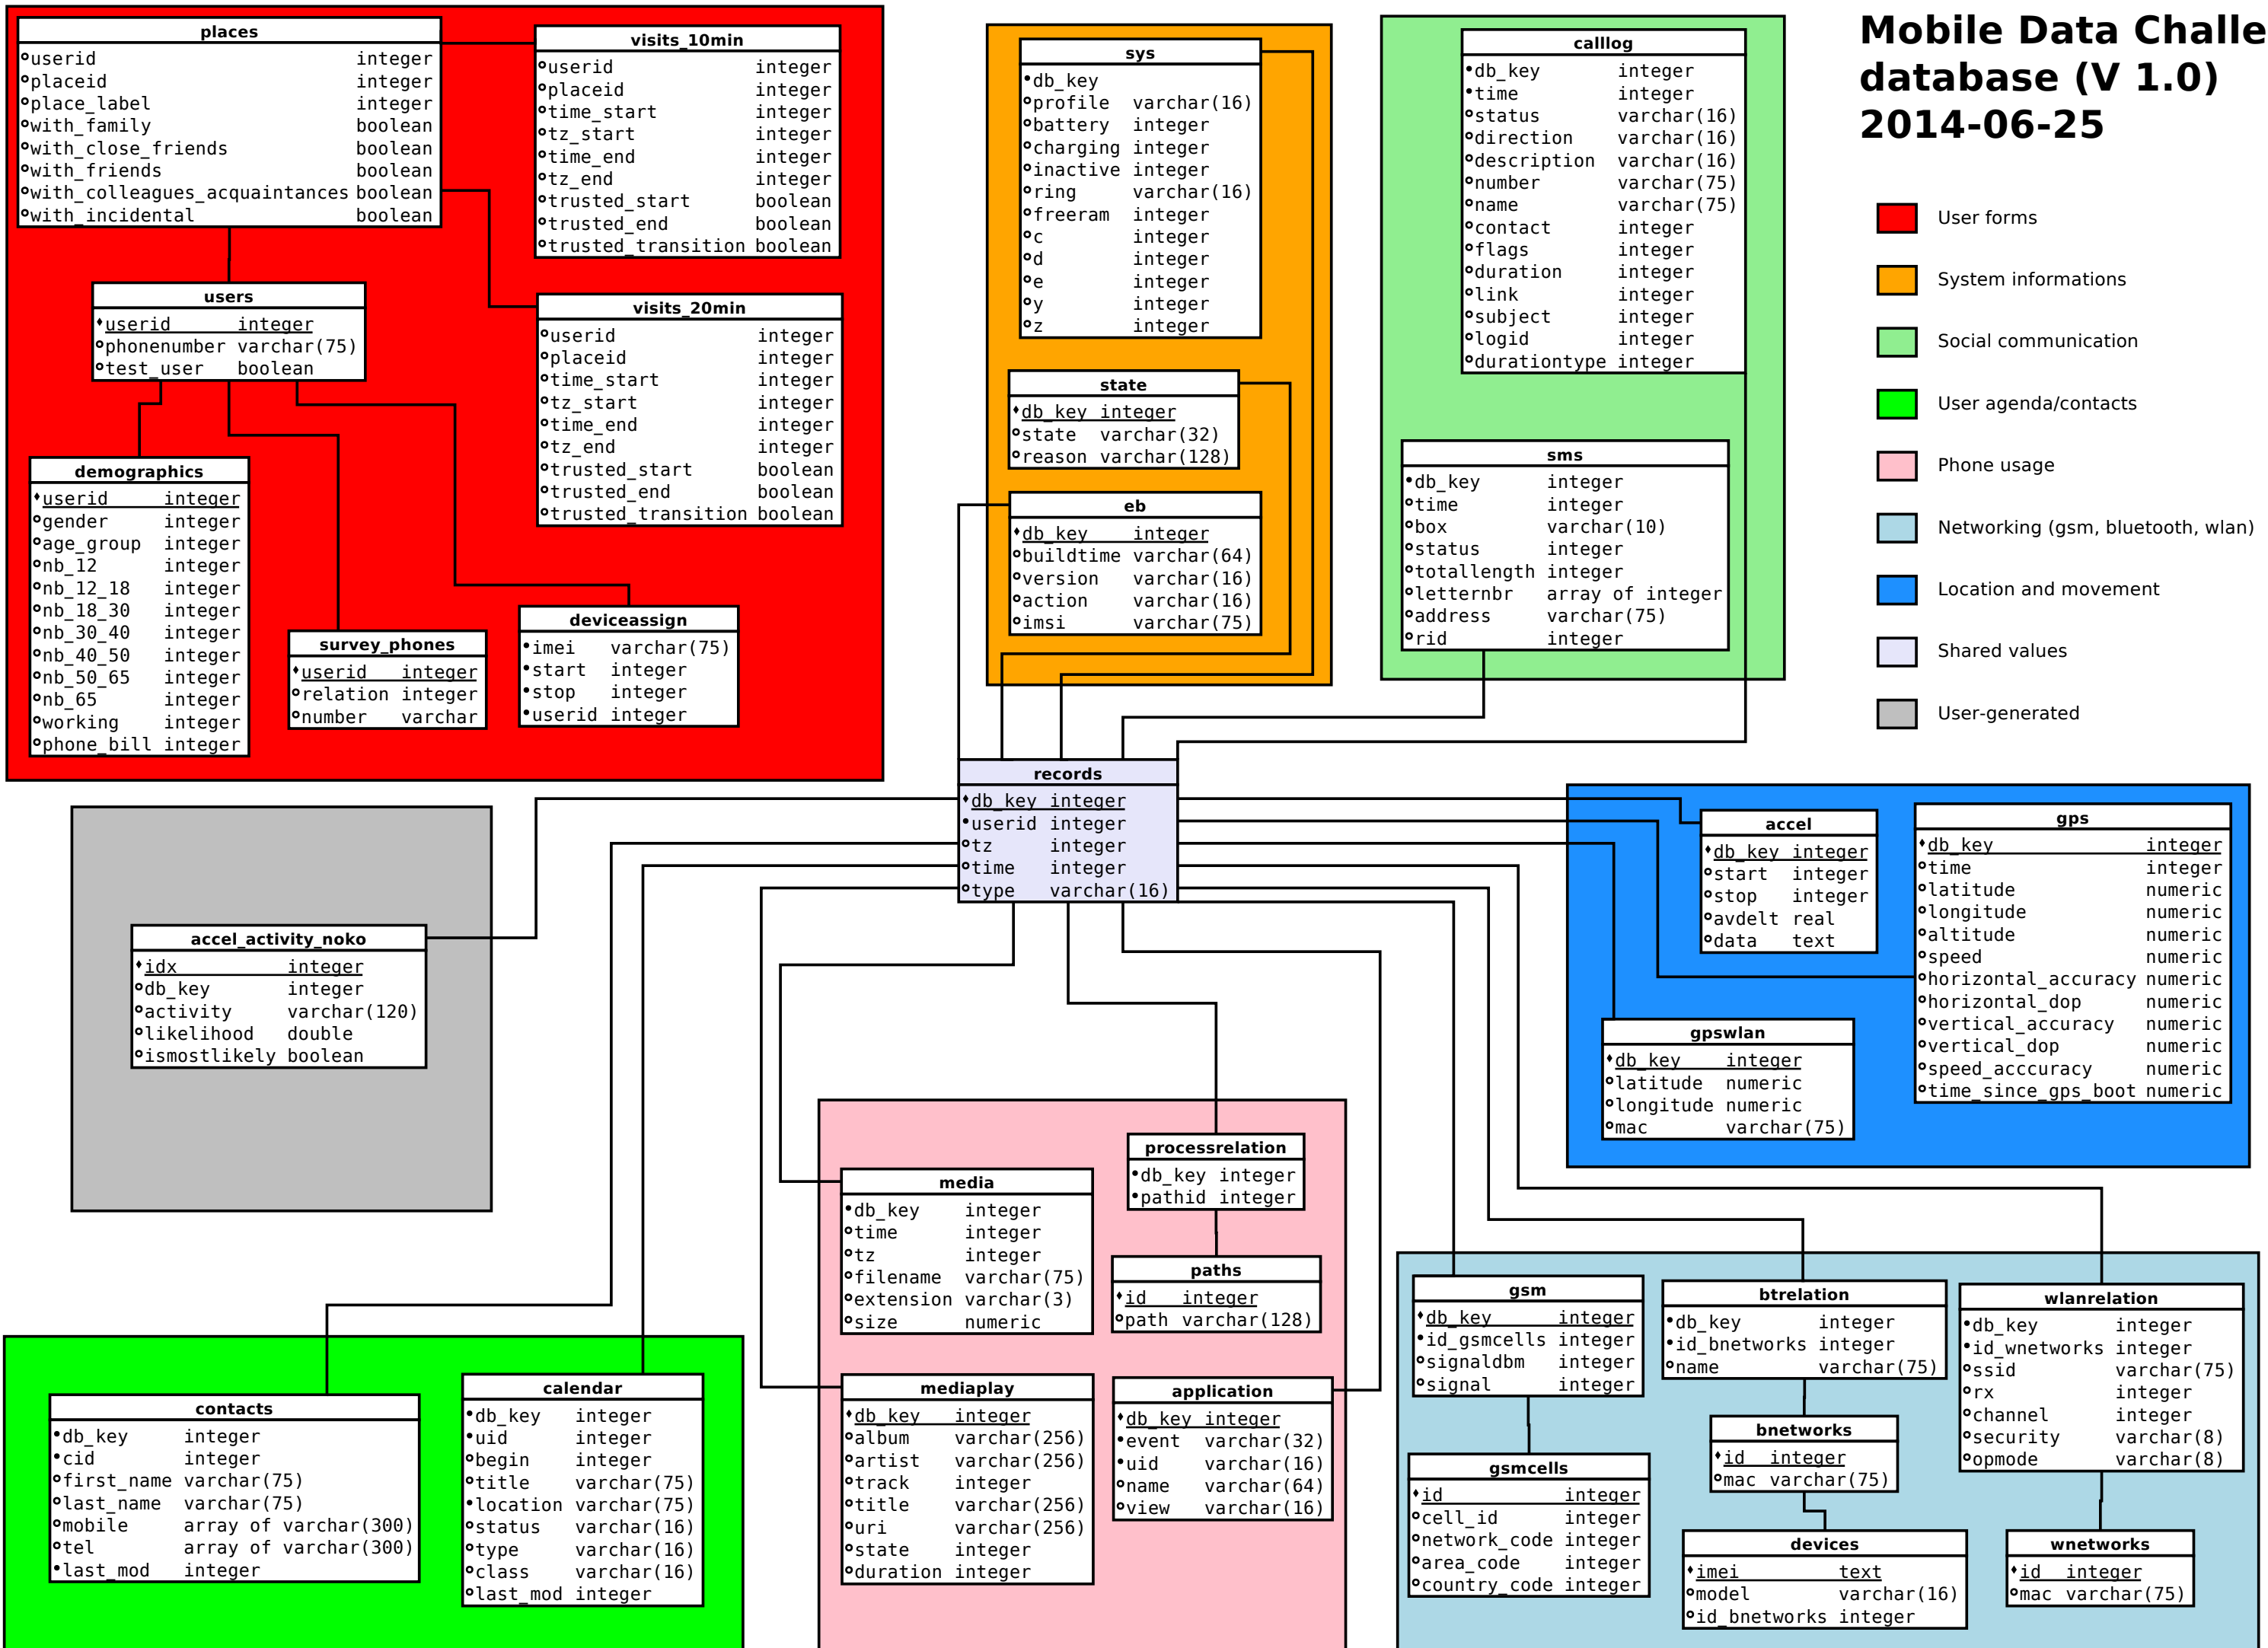 Mobile Data Challe
database (V 1.0)
2014-06-25
User forms
System informations
Social communication
User agenda/contacts
Phone usage
Networking (gsm, bluetooth, wlan)
Location and movement
Shared values
User-generated
places
userid integer
placeid integer
place_label integer
with_family boolean
with_close_friends boolean
with_friends boolean
with_colleagues_acquaintances boolean
with_incidental boolean
visits_10min
userid integer
placeid integer
time_start integer
tz_start integer
time_end integer
tz_end integer
trusted_start boolean
trusted_end boolean
trusted_transition boolean
users
userid integer
phonenumber varchar(75)
test_user boolean
visits_20min
userid integer
placeid integer
time_start integer
tz_start integer
time_end integer
tz_end integer
trusted_start boolean
trusted_end boolean
trusted_transition boolean
demographics
userid integer
gender integer
age_group integer
nb_12 integer
nb_12_18 integer
nb_18_30 integer
nb_30_40 integer
nb_40_50 integer
nb_50_65 integer
nb_65 integer
working integer
phone_bill integer
survey_phones
userid integer
relation integer
number varchar
deviceassign
imei varchar(75)
start integer
stop integer
userid integer
sys
db_key
profile varchar(16)
battery integer
charging integer
inactive integer
ring varchar(16)
freeram integer
c integer
d integer
e integer
y integer
z integer
state
db_key integer
state varchar(32)
reason varchar(128)
eb
db_key integer
buildtime varchar(64)
version varchar(16)
action varchar(16)
imsi varchar(75)
calllog
db_key integer
time integer
status varchar(16)
direction varchar(16)
description varchar(16)
number varchar(75)
name varchar(75)
contact integer
flags integer
duration integer
link integer
subject integer
logid integer
durationtype integer
sms
db_key integer
time integer
box varchar(10)
status integer
totallength integer
letternbr array of integer
address varchar(75)
rid integer
records
db_key integer
userid integer
tz integer
time integer
type varchar(16)
accel_activity_noko
idx integer
db_key integer
activity varchar(120)
likelihood double
ismostlikely boolean
accel
db_key integer
start integer
stop integer
avdelt real
data text
gps
db_key integer
time integer
latitude numeric
longitude numeric
altitude numeric
speed numeric
horizontal_accuracy numeric
horizontal_dop numeric
vertical_accuracy numeric
vertical_dop numeric
speed_acccuracy numeric
time_since_gps_boot numeric
gpswlan
db_key integer
latitude numeric
longitude numeric
mac varchar(75)
processrelation
db_key integer
pathid integer
media
db_key integer
time integer
tz integer
filename varchar(75)
extension varchar(3)
size numeric
paths
id integer
path varchar(128)
mediaplay
db_key integer
album varchar(256)
artist varchar(256)
track integer
title varchar(256)
uri varchar(256)
state integer
duration integer
application
db_key integer
event varchar(32)
uid varchar(16)
name varchar(64)
view varchar(16)
contacts
db_key integer
cid integer
first_name varchar(75)
last_name varchar(75)
mobile array of varchar(300)
tel array of varchar(300)
last_mod integer
calendar
db_key integer
uid integer
begin integer
title varchar(75)
location varchar(75)
status varchar(16)
type varchar(16)
class varchar(16)
last_mod integer
gsm
db_key integer
id_gsmcells integer
signaldbm integer
signal integer
gsmcells
id integer
cell_id integer
network_code integer
area_code integer
country_code integer
btrelation
db_key integer
id_bnetworks integer
name varchar(75)
bnetworks
id integer
mac varchar(75)
devices
imei text
model varchar(16)
id_bnetworks integer
wlanrelation
db_key integer
id_wnetworks integer
ssid varchar(75)
rx integer
channel integer
security varchar(8)
opmode varchar(8)
wnetworks
id integer
mac varchar(75)